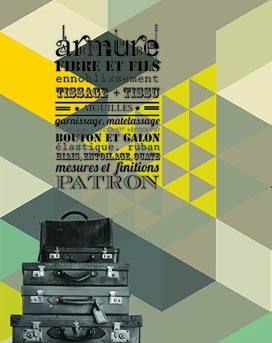 armure
FIBRE ET FILS
ennoblissement
TISSAGE + TISSU
AIGUILLES
garnissage, matelassage
BOUTON ET GALON
élastique, ruban
BIAIS, ENTOILAGE, OUATE
mesures et finitions
PATRON